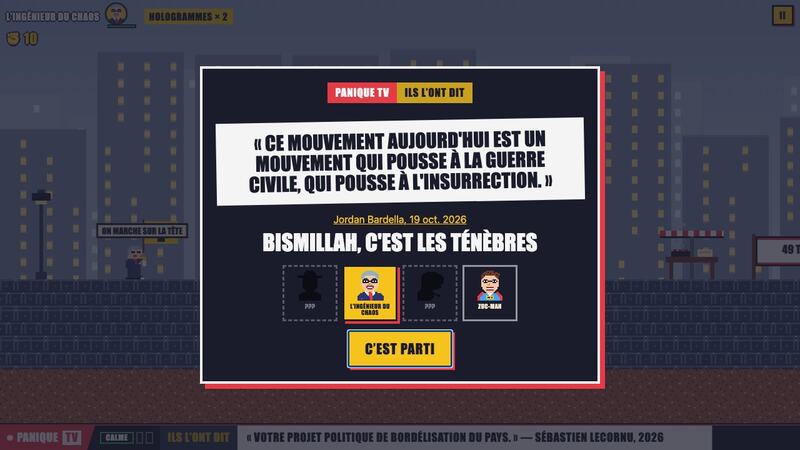 L'INGÉNIEUR DU CHAOS
HOLOGRAMMES × 2
10
PANIQUE TV
ILS L'ONT DIT
« CE MOUVEMENT AUJOURD'HUI EST UN
MOUVEMENT QUI POUSSE À LA GUERRE
CIVILE, QUI POUSSE À L'INSURRECTION. »
Jordan Bardella, 19 oct. 2026
BISMILLAH, C'EST LES TÉNÈBRES
ON MARCHE SUR LA TÊTE
49 T
???
L'INGÉNIEUR DU
CHAOS
???
ZUC-MAN
C'EST PARTI
PANIQUE TV
CALME
ILS L'ONT DIT
« VOTRE PROJET POLITIQUE DE BORDÉLISATION DU PAYS. » — SÉBASTIEN LECORNU, 2026